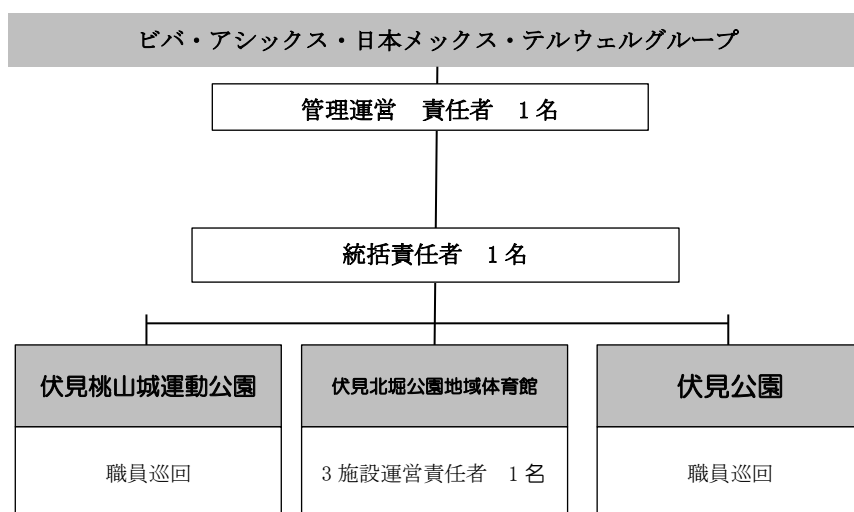 ビバ・アシックス・日本メックス・テルウェルグループ
管理運営　責任者　1名
統括責任者　1名
伏見桃山城運動公園
伏見北堀公園地域体育館
伏見公園
職員巡回
3施設運営責任者　1名
職員巡回